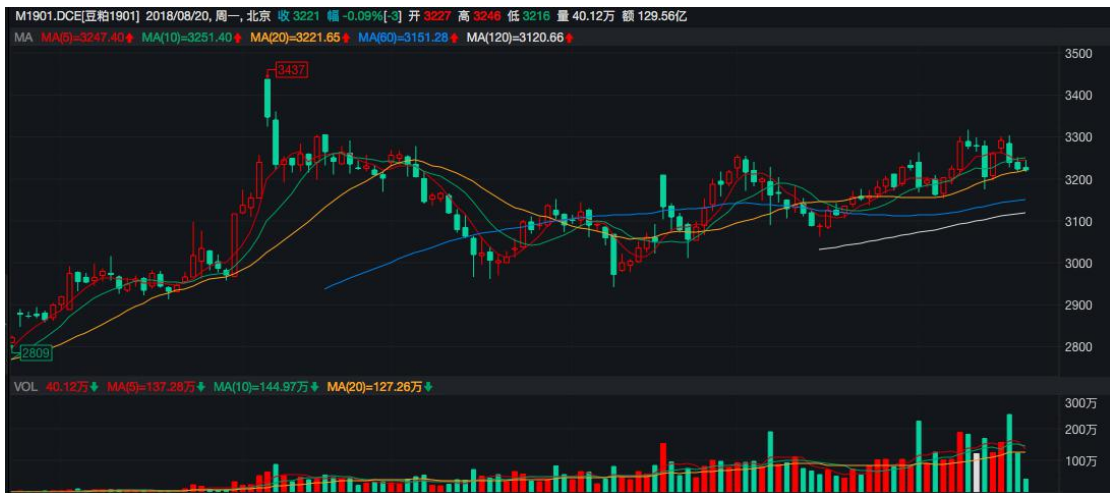 M1901.DCE[豆粕1901] 2018/08/20, 周一, 北京 收 3221 幅 -0.09%[-3] 开 3227 高 3246 低 3216 量 40.12万 额 129.56亿
MA MA(5)=3247.40 MA(10)=3251.40 MA(20)=3221.65 MA(60)=3151.28 MA(120)=3120.66
3500
3437
3400
3300
3200
3100
3000
2900
2800
2809
VOL 40.12万 MA(5)=137.28万 MA(10)=144.97万 MA(20)=127.26万
300万
200万
100万